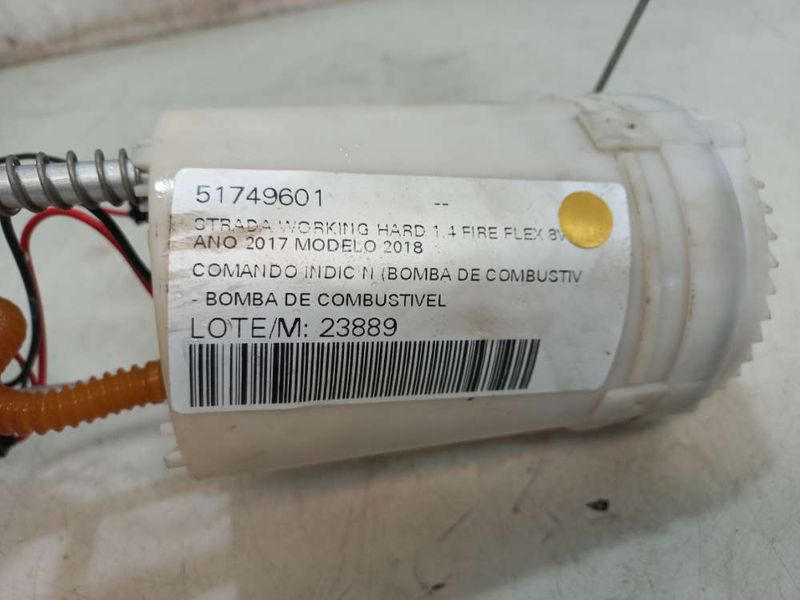 51749601 --
STRADA WORKING HARD 1.4 FIRE FLEX 8V
ANO 2017 MODELO 2018
COMANDO INDIC N (BOMBA DE COMBUSTIV
- BOMBA DE COMBUSTIVEL
LOTE/M: 23889